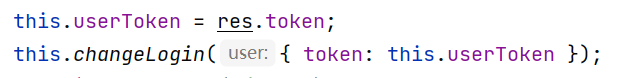 this.userToken = res.token;
this.changeLogin( user: { token: this.userToken });